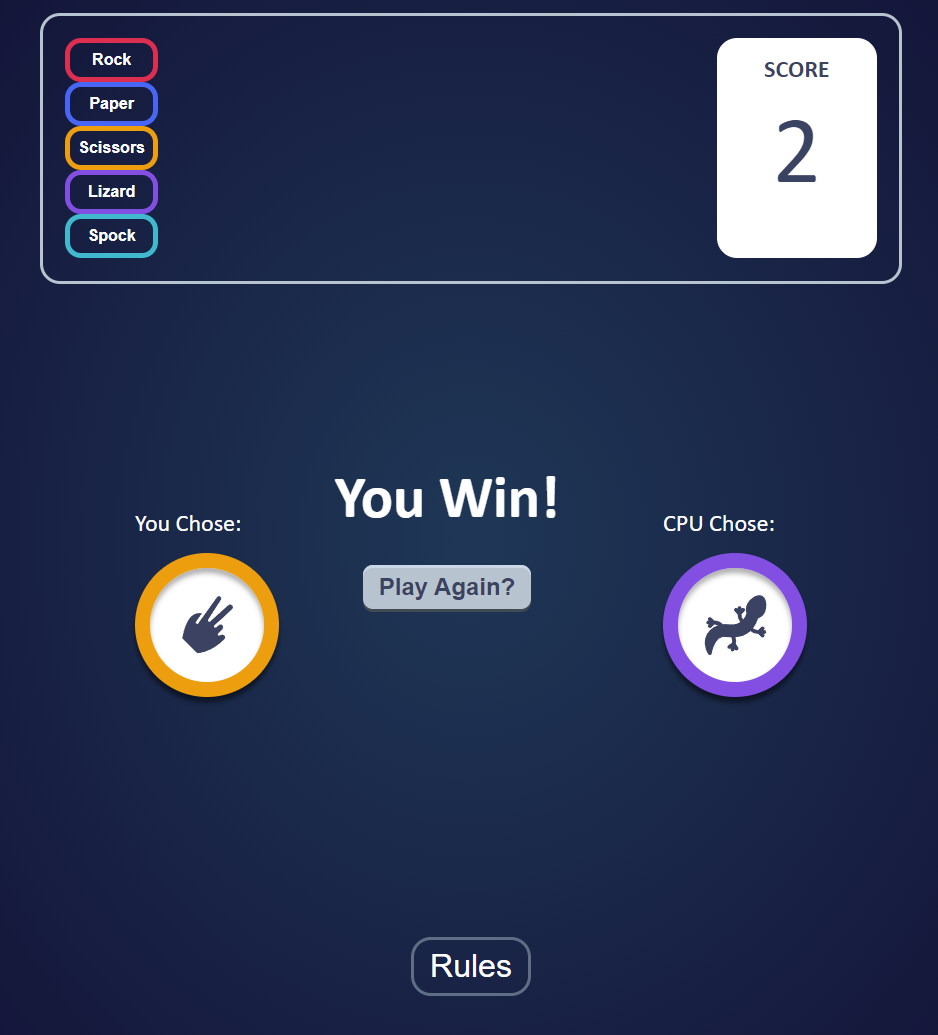 Rock
Paper
Scissors
Lizard
Spock
SCORE
2
You Win!
You Chose:
CPU Chose:
Play Again?
Rules